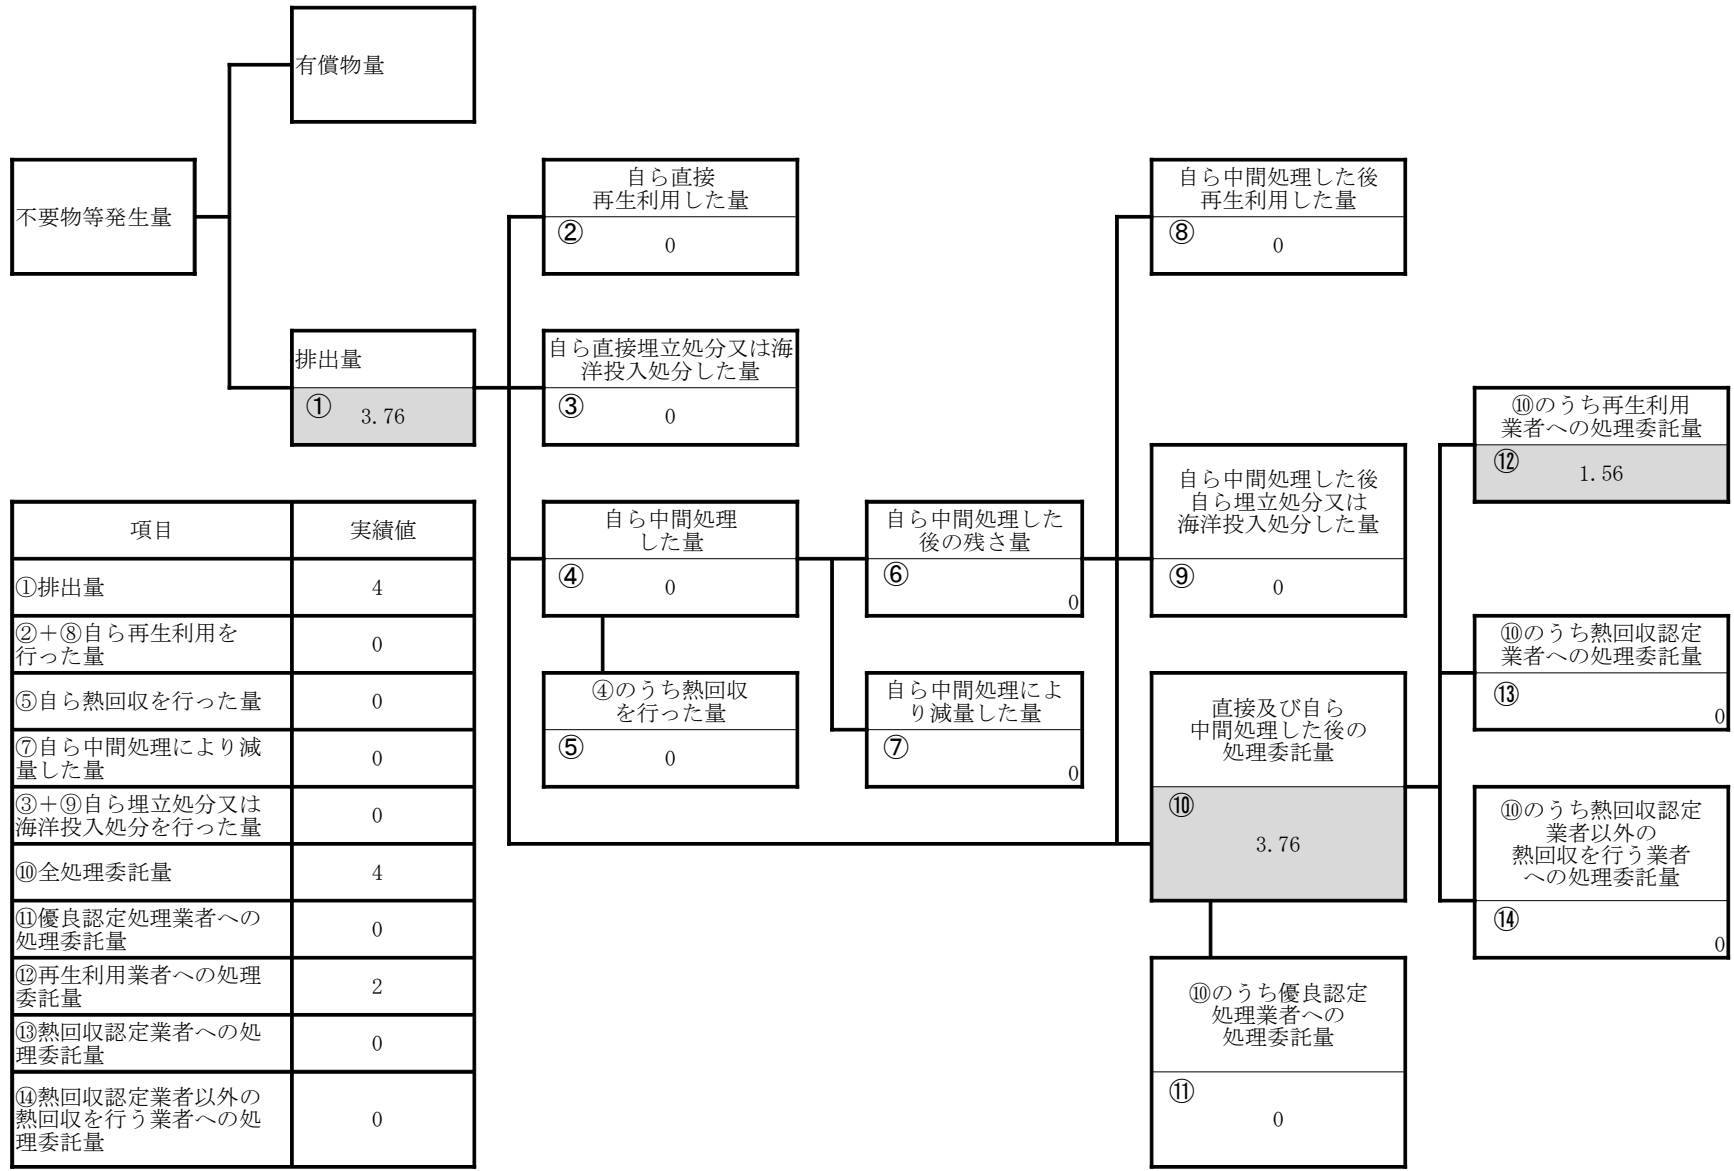 有償物量
不要物等発生量
排出量
①
3.76
自ら直接
再生利用した量
②
0
自ら直接埋立処分又は海
洋投入処分した量
③
0
自ら中間処理
した量
④
0
④のうち熱回収
を行った量
⑤
0
自ら中間処理した
後の残さ量
⑥
0
自ら中間処理によ
り減量した量
⑦
0
自ら中間処理した後
再生利用した量
⑧
0
自ら中間処理した後
自ら埋立処分又は
海洋投入処分した量
⑨
0
直接及び自ら
中間処理した後の
処理委託量
⑩
3.76
⑩のうち優良認定
処理業者への
処理委託量
⑪
0
⑩のうち再生利用
業者への処理委託量
⑫
1.56
⑩のうち熱回収認定
業者への処理委託量
⑬
0
⑩のうち熱回収認定
業者以外の
熱回収を行う業者
への処理委託量
⑭
0
項目 実績値
①排出量 4
②+⑧自ら再生利用を
行った量 0
⑤自ら熱回収を行った量 0
⑦自ら中間処理により減
量した量 0
③+⑨自ら埋立処分又は
海洋投入処分を行った量 0
⑩全処理委託量 4
⑪優良認定処理業者への
処理委託量 0
⑫再生利用業者への処理
委託量 2
⑬熱回収認定業者への処
理委託量 0
⑭熱回収認定業者以外の
熱回収を行う業者への処
理委託量 0